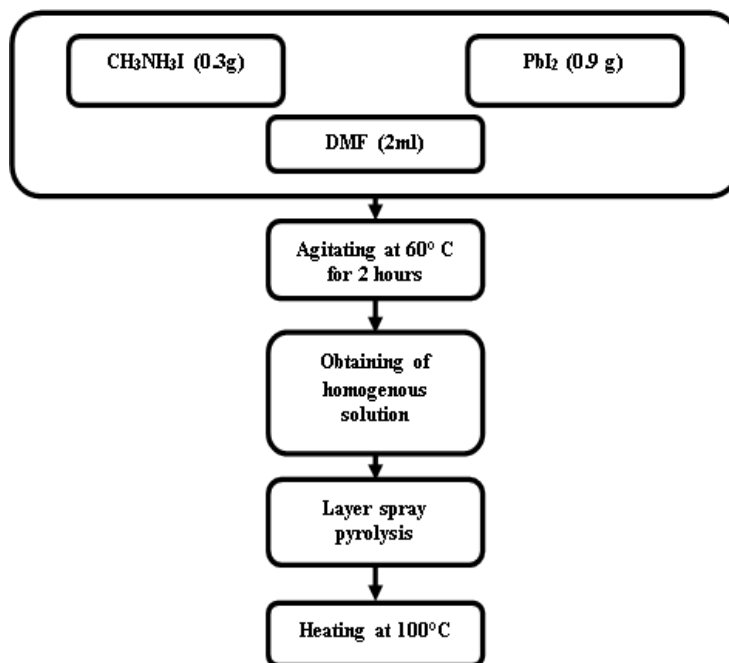 CH₃NH₃I (0.3g)
PbI₂ (0.9 g)
DMF (2ml)
Agitating at 60° C
for 2 hours
Obtaining of
homogenous
solution
Layer spray
pyrolysis
Heating at 100°C